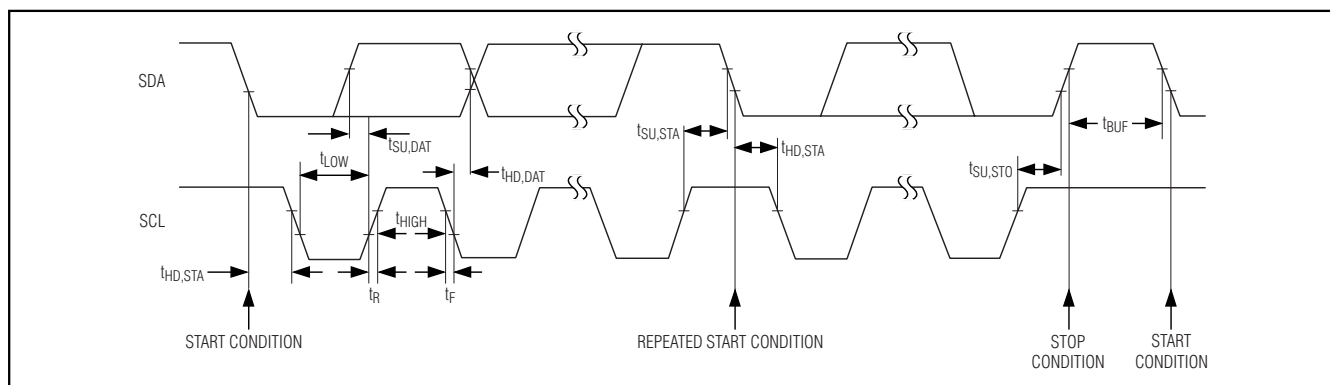 SDA
tSU,DAT
tLOW
tHD,DAT
tSU,STA
tHD,STA
tBUF
tSU,STO
SCL
tHIGH
tHD,STA
tR
tF
START CONDITION
REPEATED START CONDITION
STOP
CONDITION
START
CONDITION